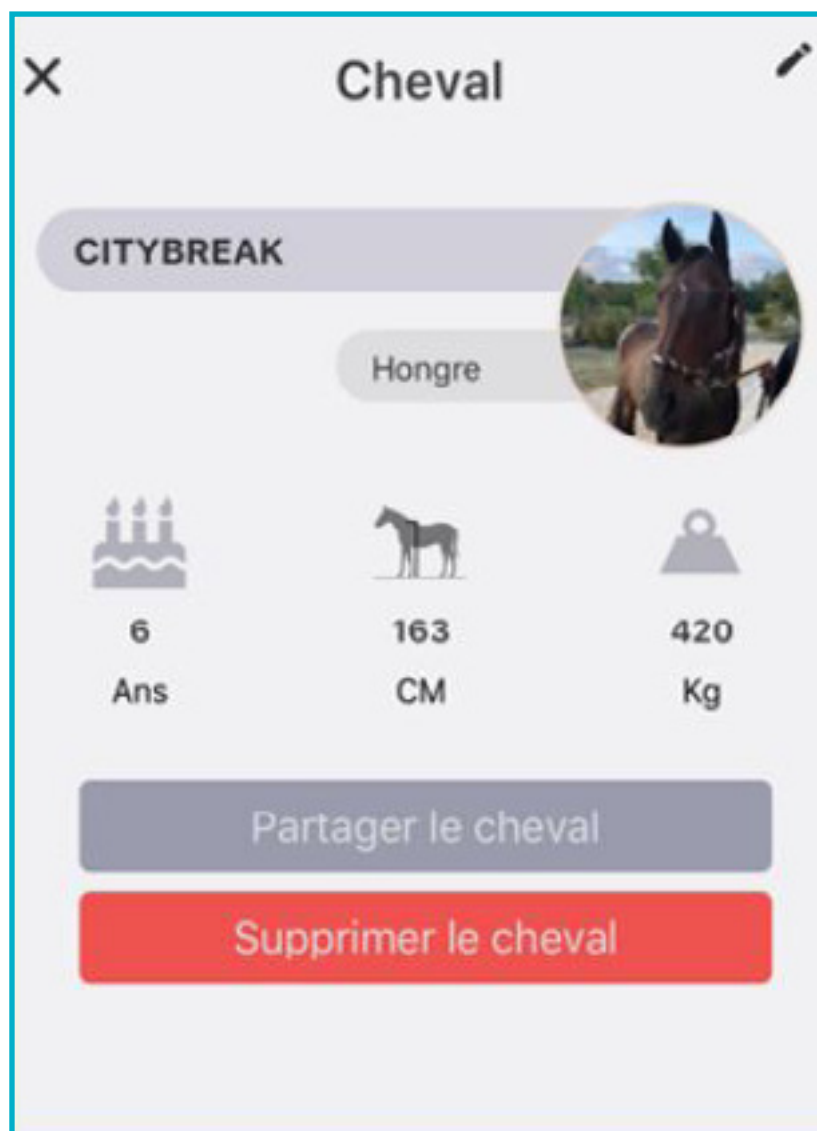 Cheval
CITYBREAK
Hongre
6 163 420
Ans CM Kg
Partager le cheval
Supprimer le cheval